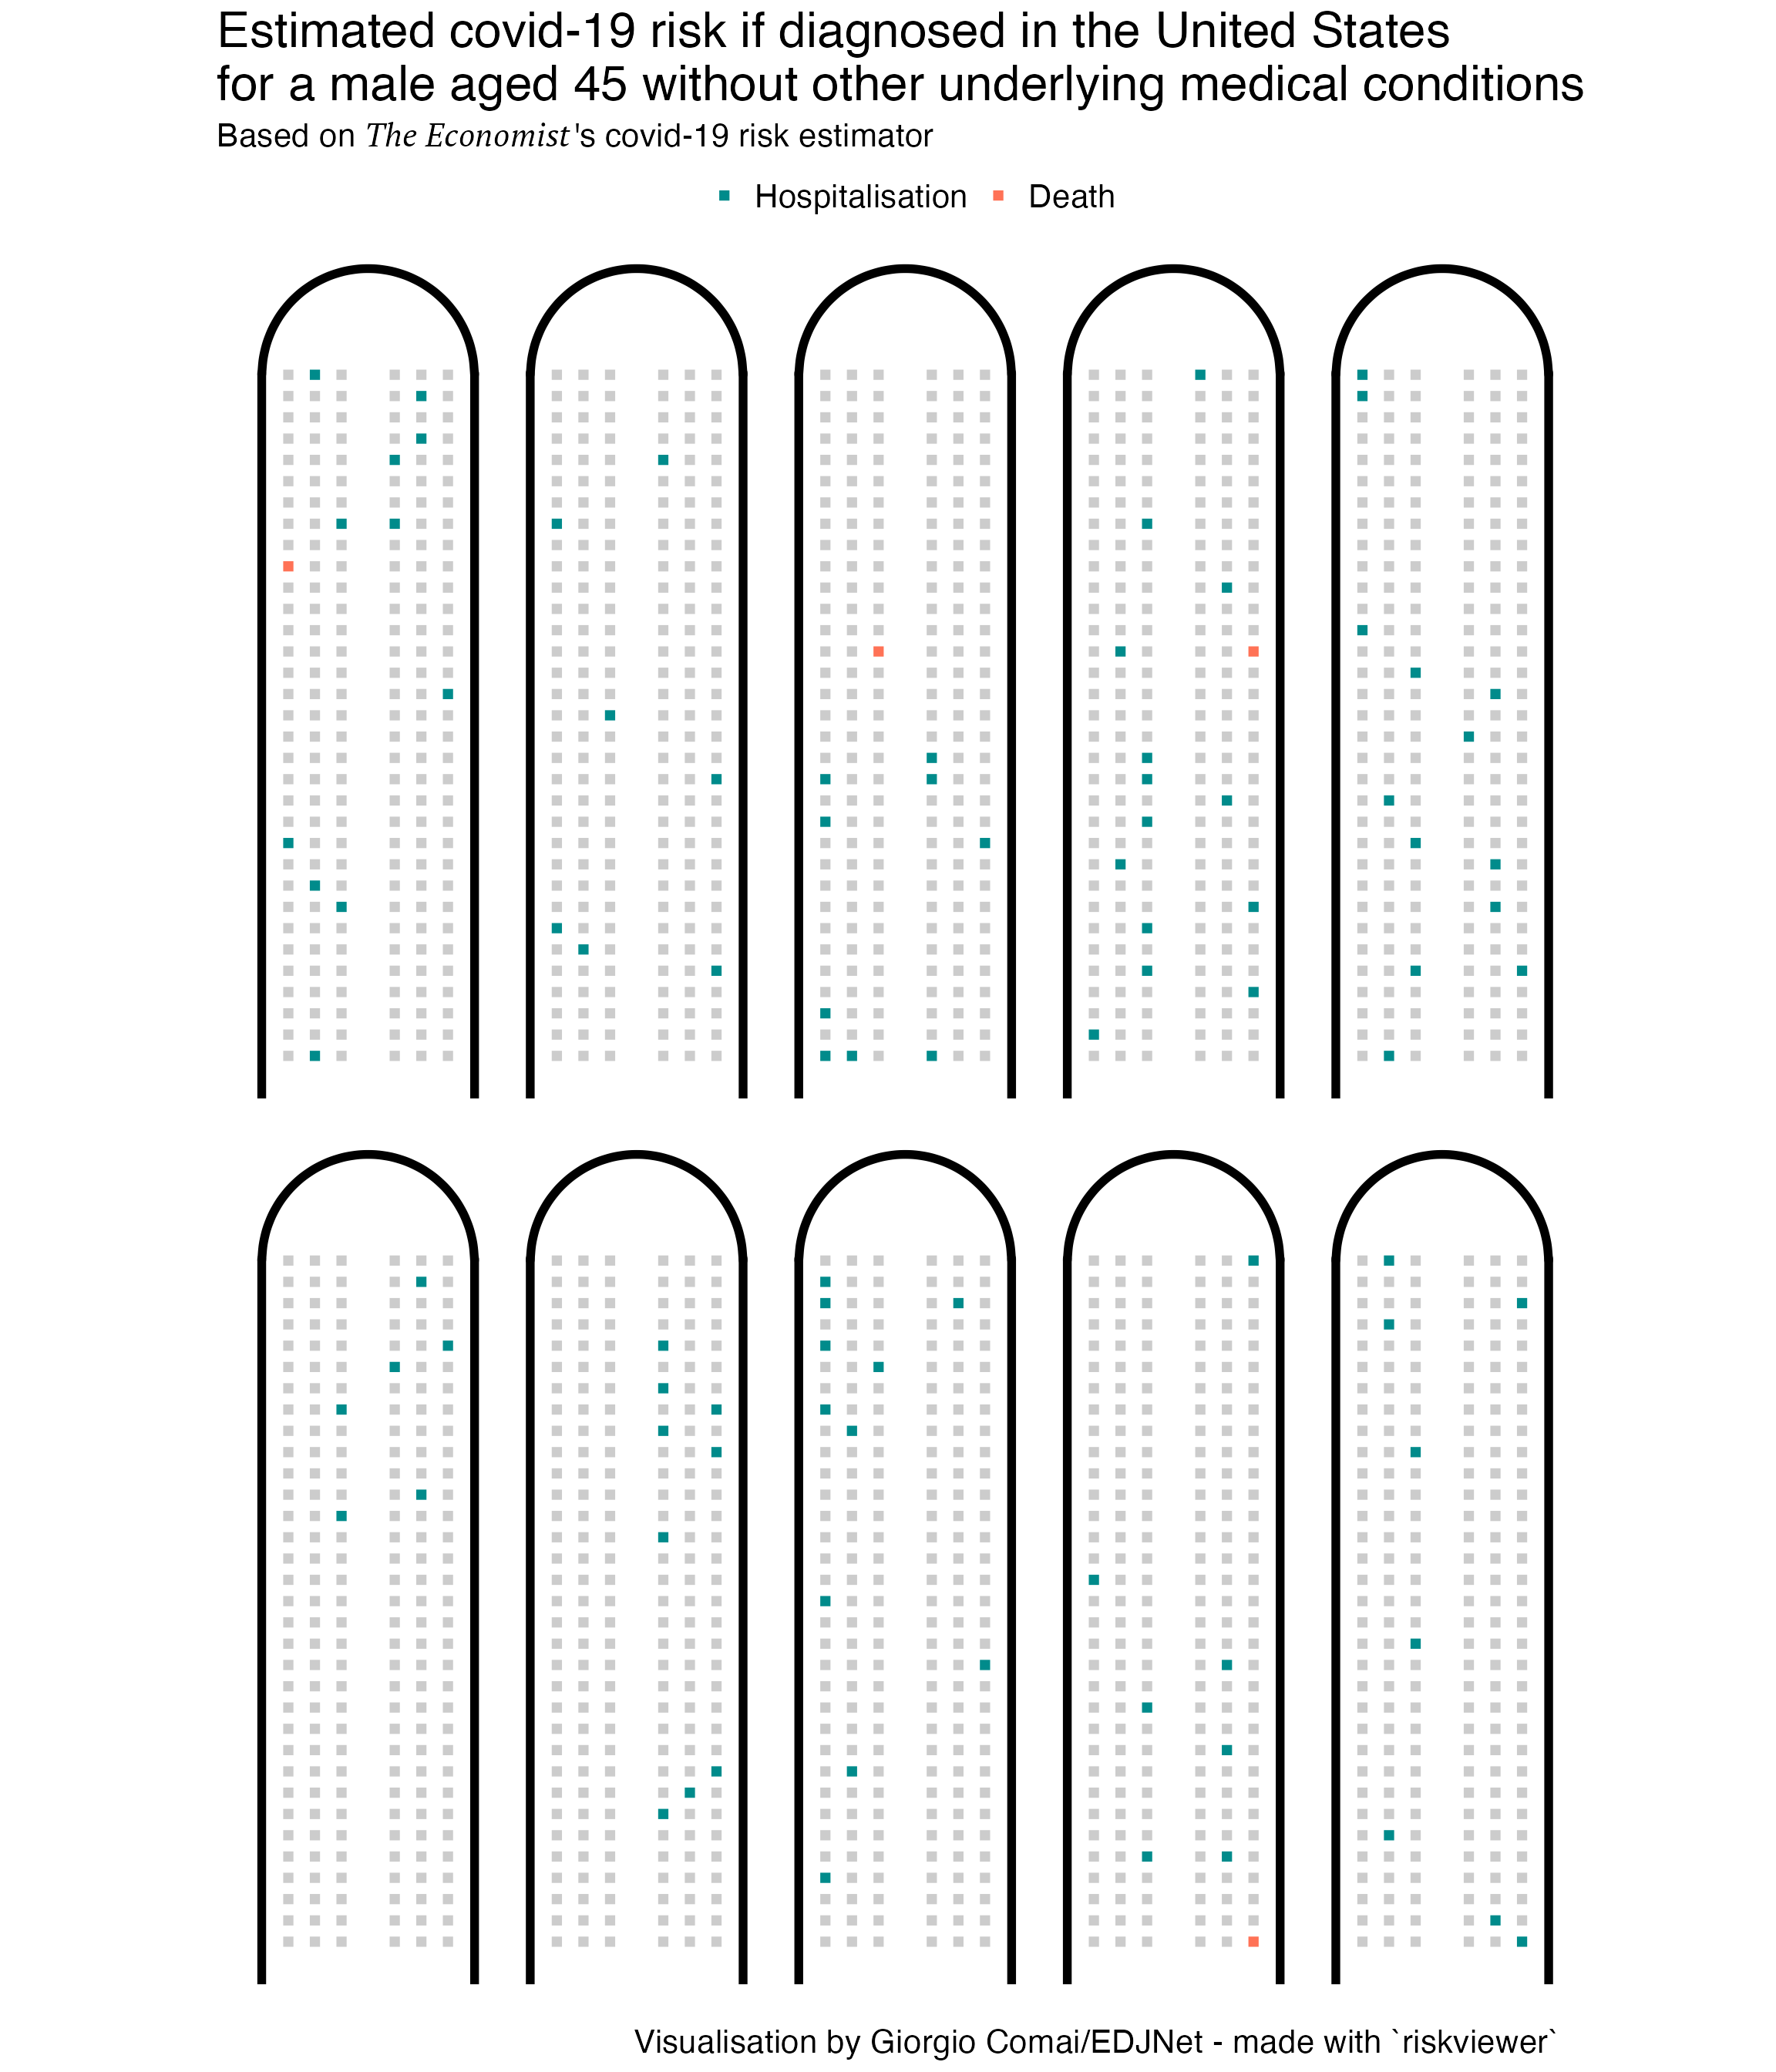 Estimated covid-19 risk if diagnosed in the United States
for a male aged 45 without other underlying medical conditions
Based on The Economist's covid-19 risk estimator
Hospitalisation Death
Visualisation by Giorgio Comai/EDJNet - made with `riskviewer`